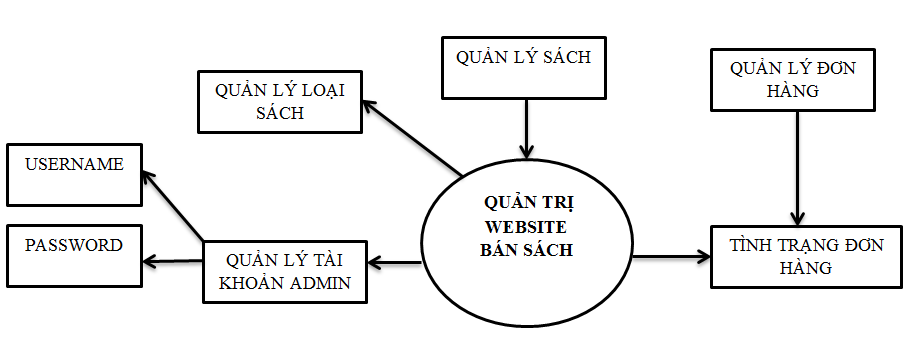 QUẢN LÝ SÁCH
QUẢN LÝ ĐƠN
HÀNG
QUẢN LÝ LOẠI
SÁCH
USERNAME
QUẢN TRỊ
WEBSITE
BÁN SÁCH
PASSWORD
QUẢN LÝ TÀI
KHOẢN ADMIN
TÌNH TRẠNG ĐƠN
HÀNG